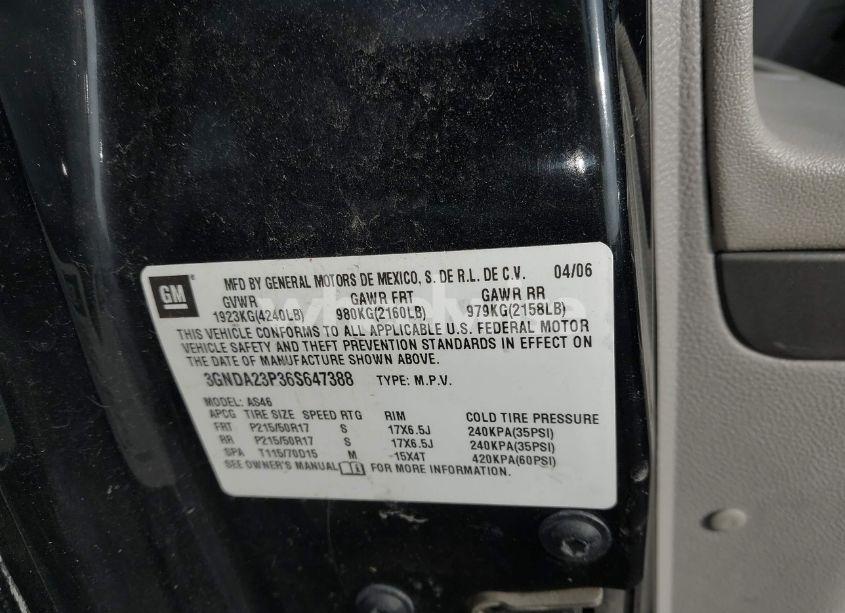 GM
MFD BY GENERAL MOTORS DE MEXICO, S. DE R.L. DE C.V. 04/06
GVWR GAWR FRT GAWR RR
1923KG(4240LB) 980KG(2160LB) 979KG(2158LB)
THIS VEHICLE CONFORMS TO ALL APPLICABLE U.S. FEDERAL MOTOR
VEHICLE SAFETY AND THEFT PREVENTION STANDARDS IN EFFECT ON
THE DATE OF MANUFACTURE SHOWN ABOVE.
3GNDA23P36S647388 TYPE: M.P.V.
MODEL: AS46
APCG TIRE SIZE SPEED RTG RIM COLD TIRE PRESSURE
FRT P215/50R17 S 17X6.5J 240KPA(35PSI)
RR P215/50R17 S 17X6.5J 240KPA(35PSI)
SPA T115/70D15 M 15X4T 420KPA(60PSI)
SEE OWNER'S MANUAL FOR MORE INFORMATION.